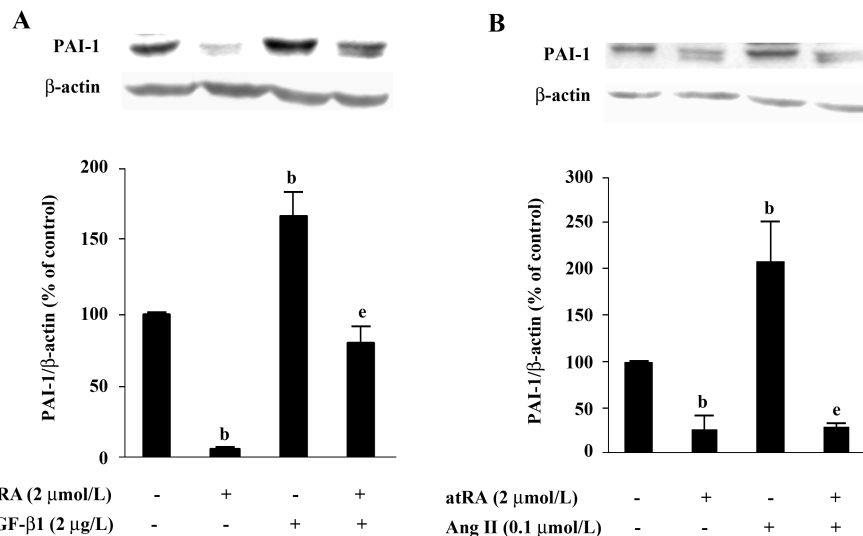 A
PAI-1
β-actin
200
150
100
50
0
PAI-1/β-actin (% of control)
b
b
e
RA (2 μmol/L) - + - +
GF-β1 (2 μg/L) - - + +
B
PAI-1
β-actin
300
250
200
150
100
50
0
PAI-1/β-actin (% of control)
b
b
e
atRA (2 μmol/L) - + - +
Ang II (0.1 μmol/L) - - + +